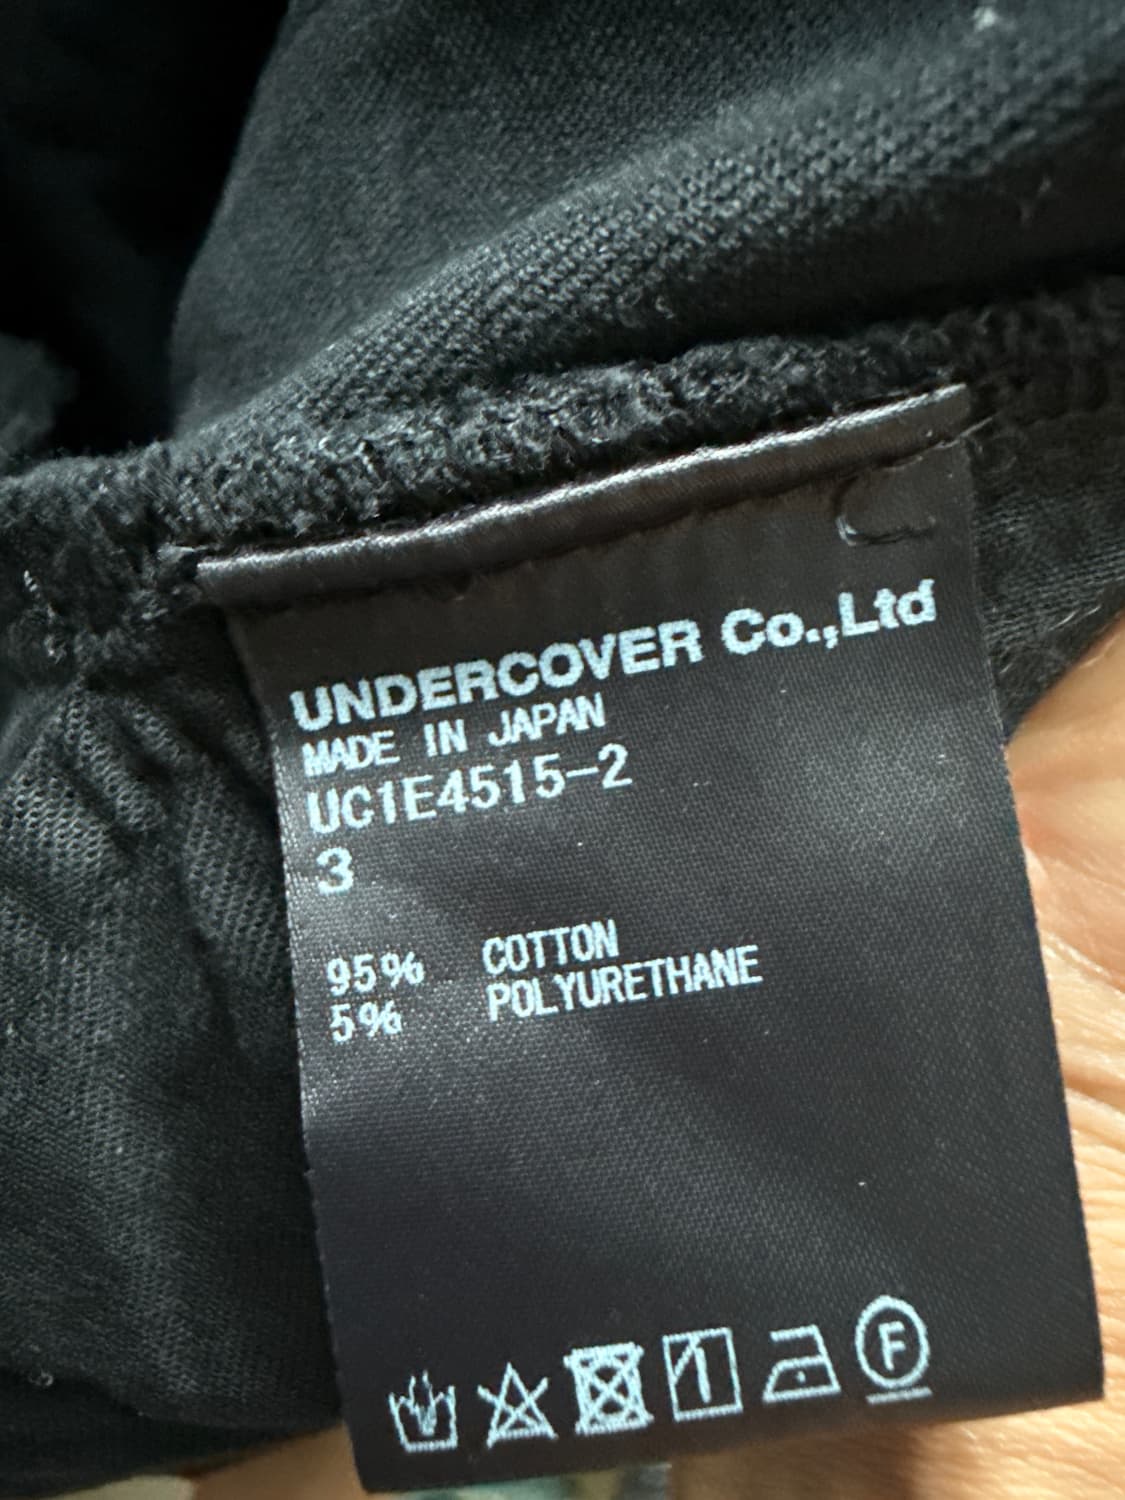 UNDERCOVER Co.,Ltd
MADE IN JAPAN
UC1E4515-2
3
95% COTTON
5% POLYURETHANE
F